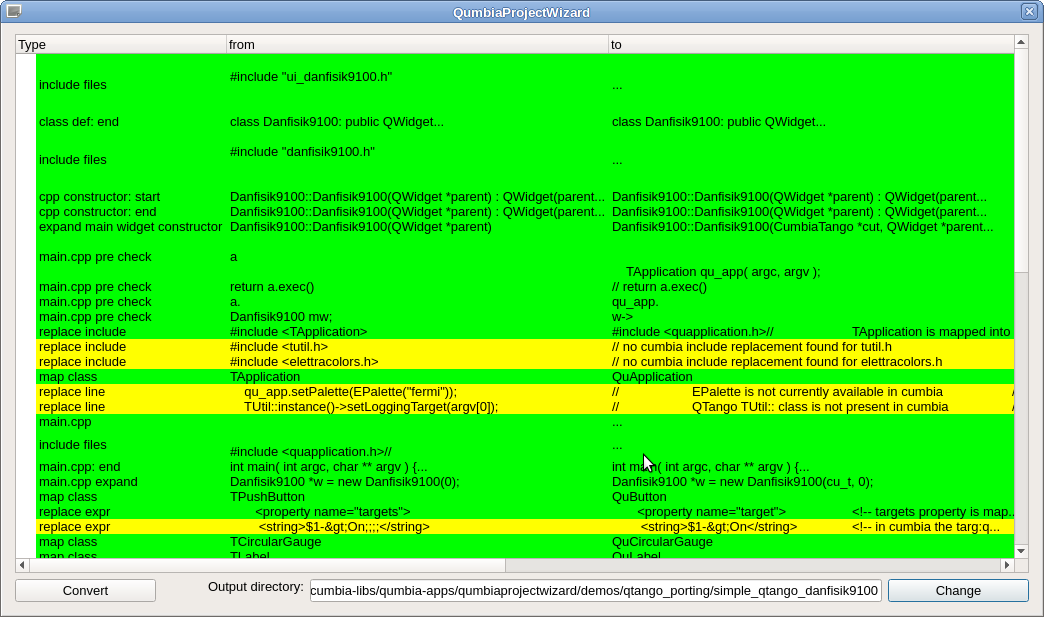 QumbiaProjectWizard
Type from to
#include "ui_danfisik9100.h"
include files ...
class def: end class Danfisik9100: public QWidget... class Danfisik9100: public QWidget...
#include "danfisik9100.h"
include files ...
cpp constructor: start Danfisik9100::Danfisik9100(QWidget *parent) : QWidget(parent... Danfisik9100::Danfisik9100(QWidget *parent) : QWidget(parent...
cpp constructor: end Danfisik9100::Danfisik9100(QWidget *parent) : QWidget(parent... Danfisik9100::Danfisik9100(QWidget *parent) : QWidget(parent...
expand main widget constructor Danfisik9100::Danfisik9100(QWidget *parent) Danfisik9100::Danfisik9100(CumbiaTango *cut, QWidget *parent...
main.cpp pre check a
TApplication qu_app( argc, argv );
main.cpp pre check return a.exec() // return a.exec()
main.cpp pre check a. qu_app.
main.cpp pre check Danfisik9100 mw; w->
replace include #include <TApplication> #include <quapplication.h>// TApplication is mapped into
replace include #include <tutil.h> // no cumbia include replacement found for tutil.h
replace include #include <elettracolors.h> // no cumbia include replacement found for elettracolors.h
map class TApplication QuApplication
replace line qu_app.setPalette(EPalette("fermi")); // EPalette is not currently available in cumbia /
replace line TUtil::instance()->setLoggingTarget(argv[0]); // QTango TUtil:: class is not present in cumbia /
main.cpp ...
include files ...
#include <quapplication.h>//
main.cpp: end int main( int argc, char ** argv ) {... int main( int argc, char ** argv ) {...
main.cpp expand Danfisik9100 *w = new Danfisik9100(0); Danfisik9100 *w = new Danfisik9100(cu_t, 0);
map class TPushButton QuButton
replace expr <property name="targets"> <property name="target"> <!-- targets property is map...
replace expr <string>$1-&gt;On;;;;</string> <string>$1-&gt;On</string> <!-- in cumbia the targ:q...
map class TCircularGauge QuCircularGauge
map class TLabel QuLabel
Convert Output directory: cumbia-libs/qumbia-apps/qumbiaprojectwizard/demos/qtango_porting/simple_qtango_danfisik9100 Change